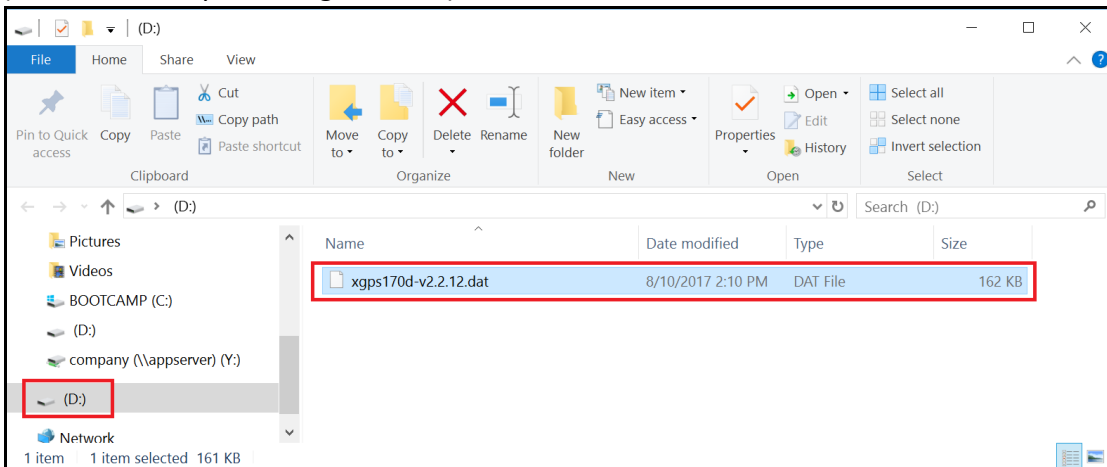 (D:)
File Home Share View
Pin to Quick access
Copy
Paste
Cut
Copy path
Paste shortcut
Clipboard
Move to
Copy to
Delete
Rename
Organize
New folder
New item
Easy access
New
Properties
Open
Edit
History
Open
Select all
Select none
Invert selection
Select
(D:)
Search (D:)
Pictures
Videos
BOOTCAMP (C:)
(D:)
company (\\appserver) (Y:)
(D:)
Network
Name Date modified Type Size
xgps170d-v2.2.12.dat 8/10/2017 2:10 PM DAT File 162 KB
1 item 1 item selected 161 KB